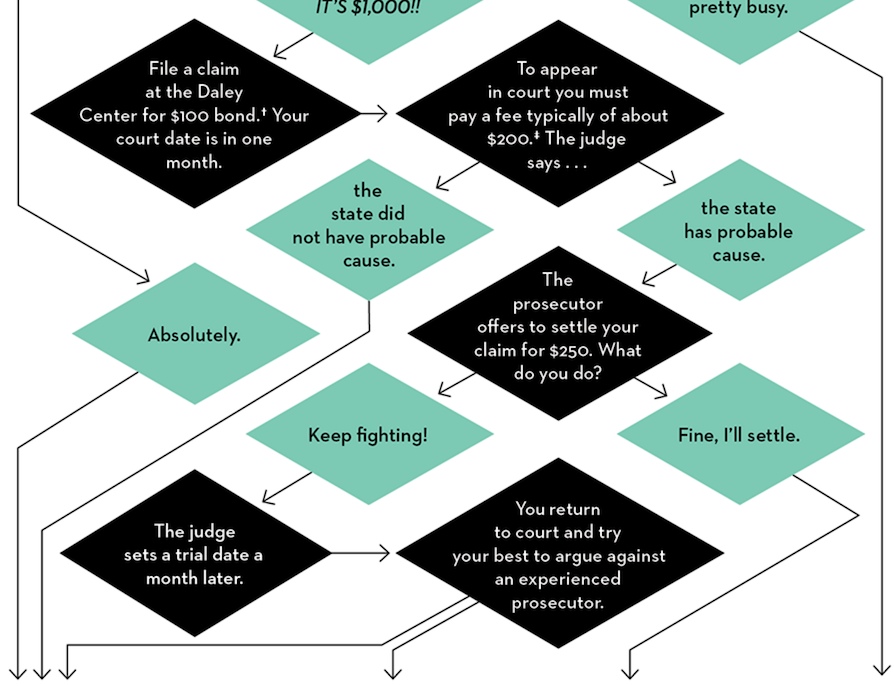 IT'S $1,000!!
pretty busy.
File a claim
at the Daley
Center for $100 bond.† Your
court date is in one
month.
To appear
in court you must
pay a fee typically of about
$200.‡ The judge
says . . .
the
state did
not have probable
cause.
the state
has probable
cause.
The
prosecutor
offers to settle your
claim for $250. What
do you do?
Absolutely.
Keep fighting!
Fine, I'll settle.
The judge
sets a trial date a
month later.
You return
to court and try
your best to argue against
an experienced
prosecutor.